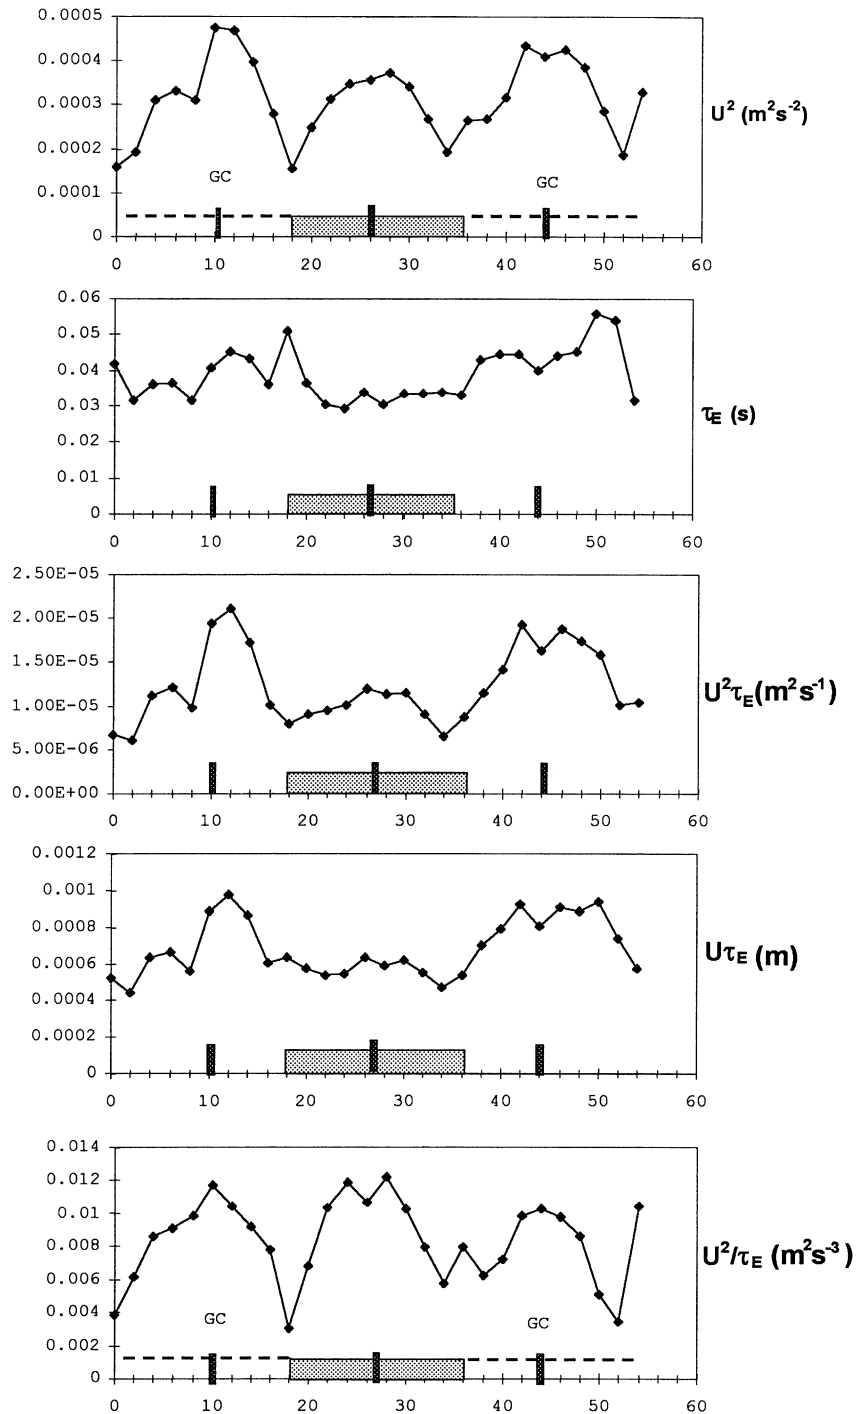 0.0005
0.0004
0.0003
0.0002
0.0001
0
U² (m²s⁻²)
GC
GC
0 10 20 30 40 50 60
0.06
0.05
0.04
0.03
0.02
0.01
0
τE (s)
0 10 20 30 40 50 60
2.50E-05
2.00E-05
1.50E-05
1.00E-05
5.00E-06
0.00E+00
U²τE(m²s⁻¹)
0 10 20 30 40 50 60
0.0012
0.001
0.0008
0.0006
0.0004
0.0002
0
UτE (m)
0 10 20 30 40 50 60
0.014
0.012
0.01
0.008
0.006
0.004
0.002
0
U²/τE (m²s⁻³)
GC
GC
0 10 20 30 40 50 60